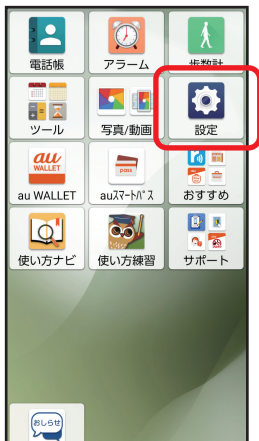 電話帳
アラーム
歩数計
ツール
写真/動画
設定
au
WALLET
pass
au WALLET
auスマートパス
おすすめ
使い方ナビ
使い方練習
サポート
おしらせ